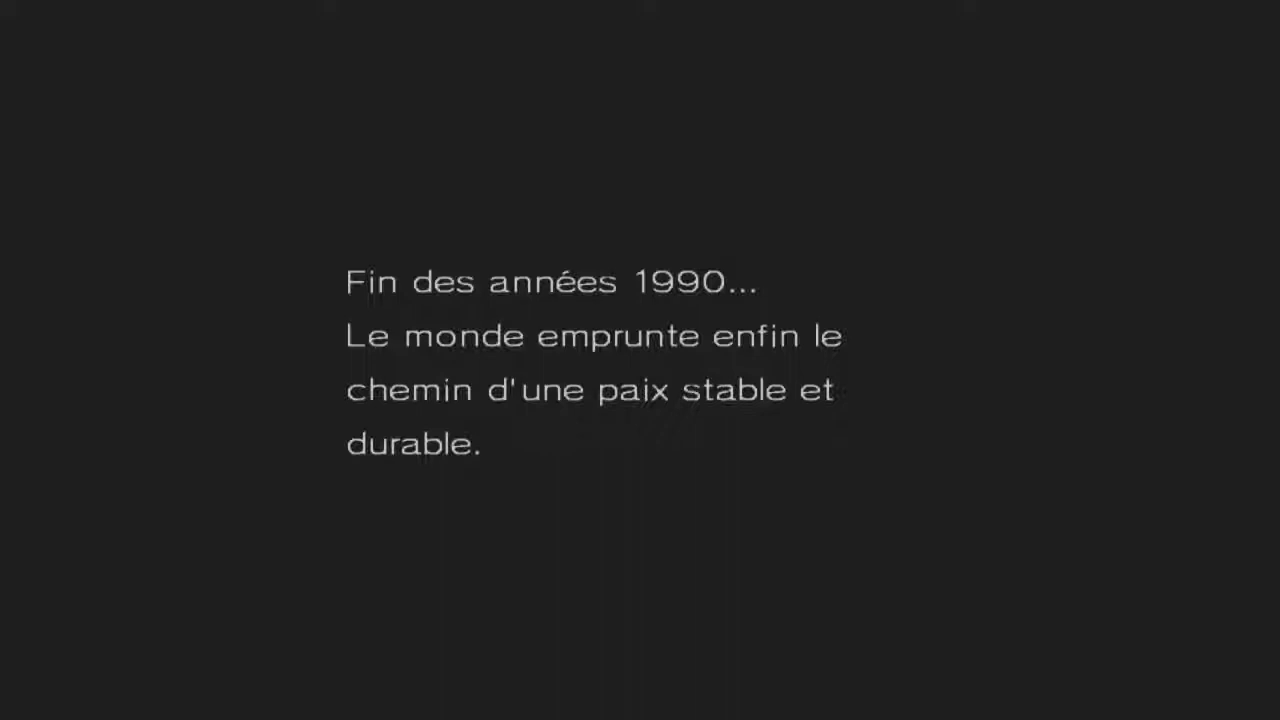 Fin des années 1990...
Le monde emprunte enfin le
chemin d'une paix stable et
durable.